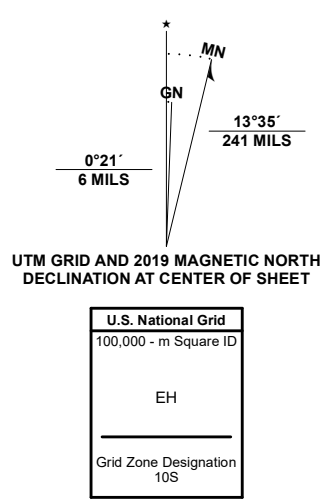 ★
MN
GN
13°35´
241 MILS
0°21´
6 MILS
UTM GRID AND 2019 MAGNETIC NORTH
DECLINATION AT CENTER OF SHEET
U.S. National Grid
100,000 - m Square ID
EH
Grid Zone Designation
10S